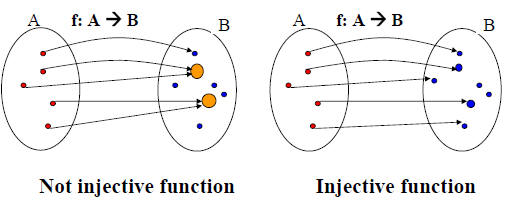 A f: A → B B
A f: A → B B
Not injective function
Injective function